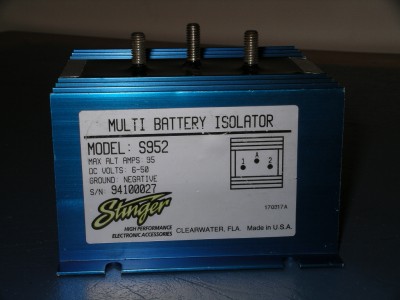 MULTI BATTERY ISOLATOR
MODEL: S952
MAX ALT AMPS: 95
DC VOLTS: 6-50
GROUND: NEGATIVE
S/N: 94100027
A
1 2
170217A
Stinger
HIGH PERFORMANCE
ELECTRONIC ACCESSORIES
CLEARWATER, FLA. Made in U.S.A.